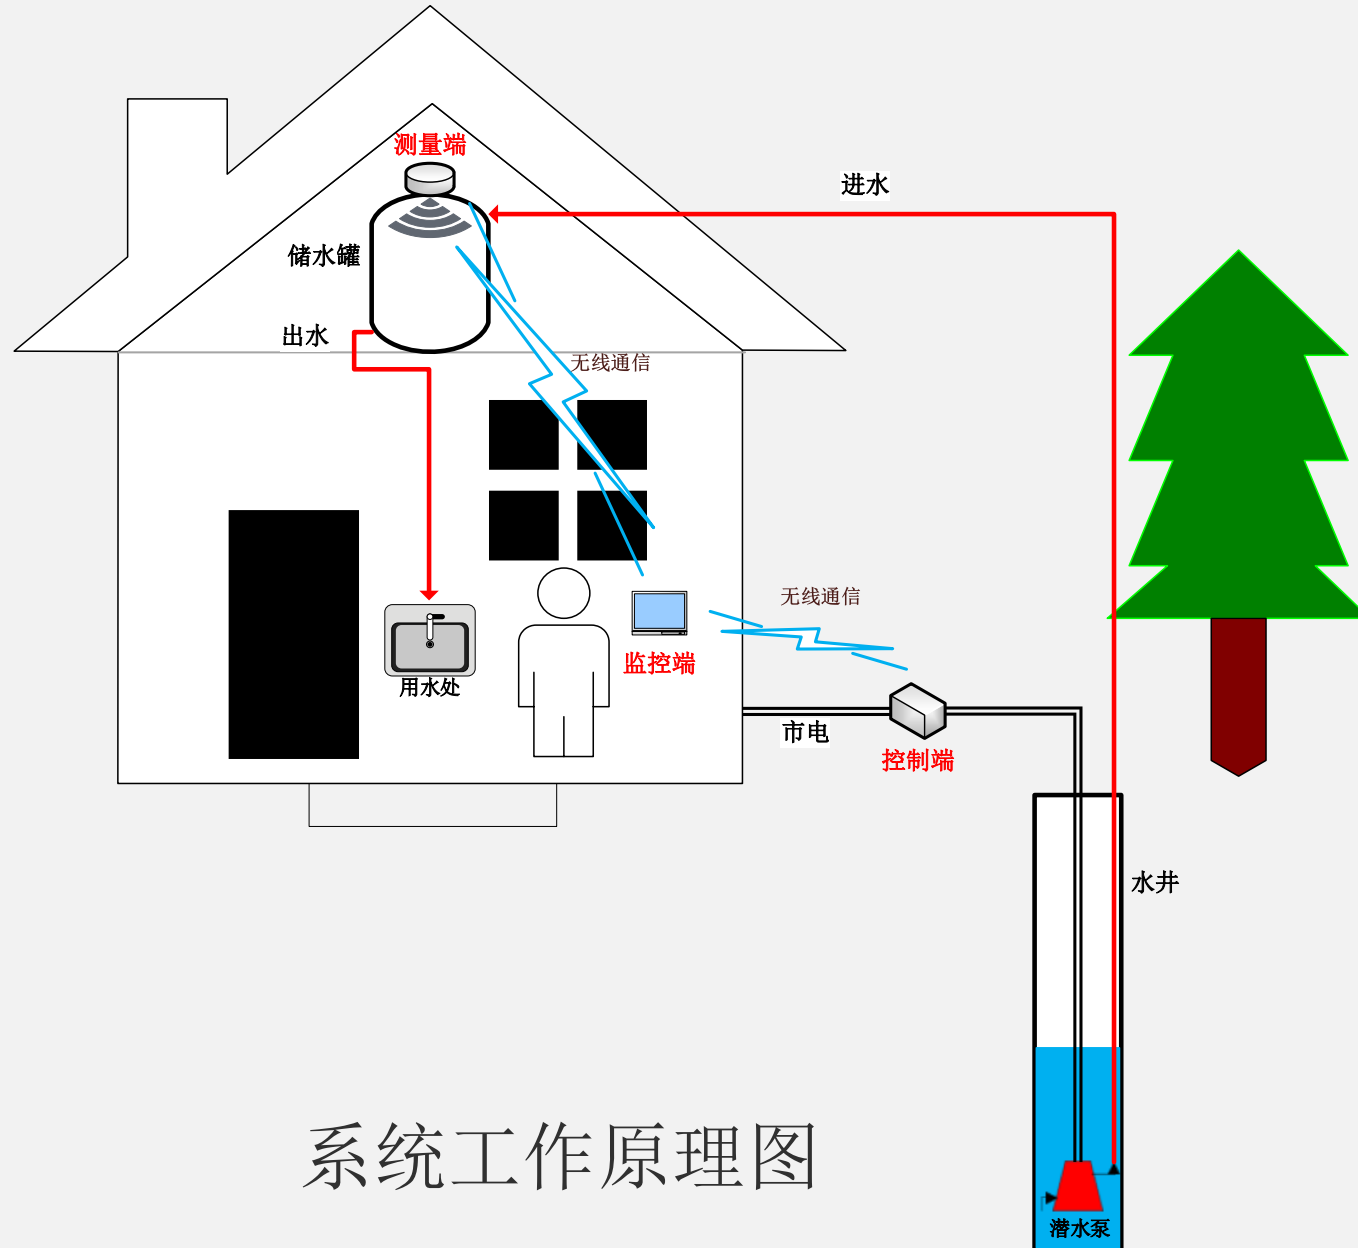 测量端
进水
储水罐
出水
无线通信
无线通信
监控端
用水处
市电
控制端
水井
系统工作原理图
潜水泵